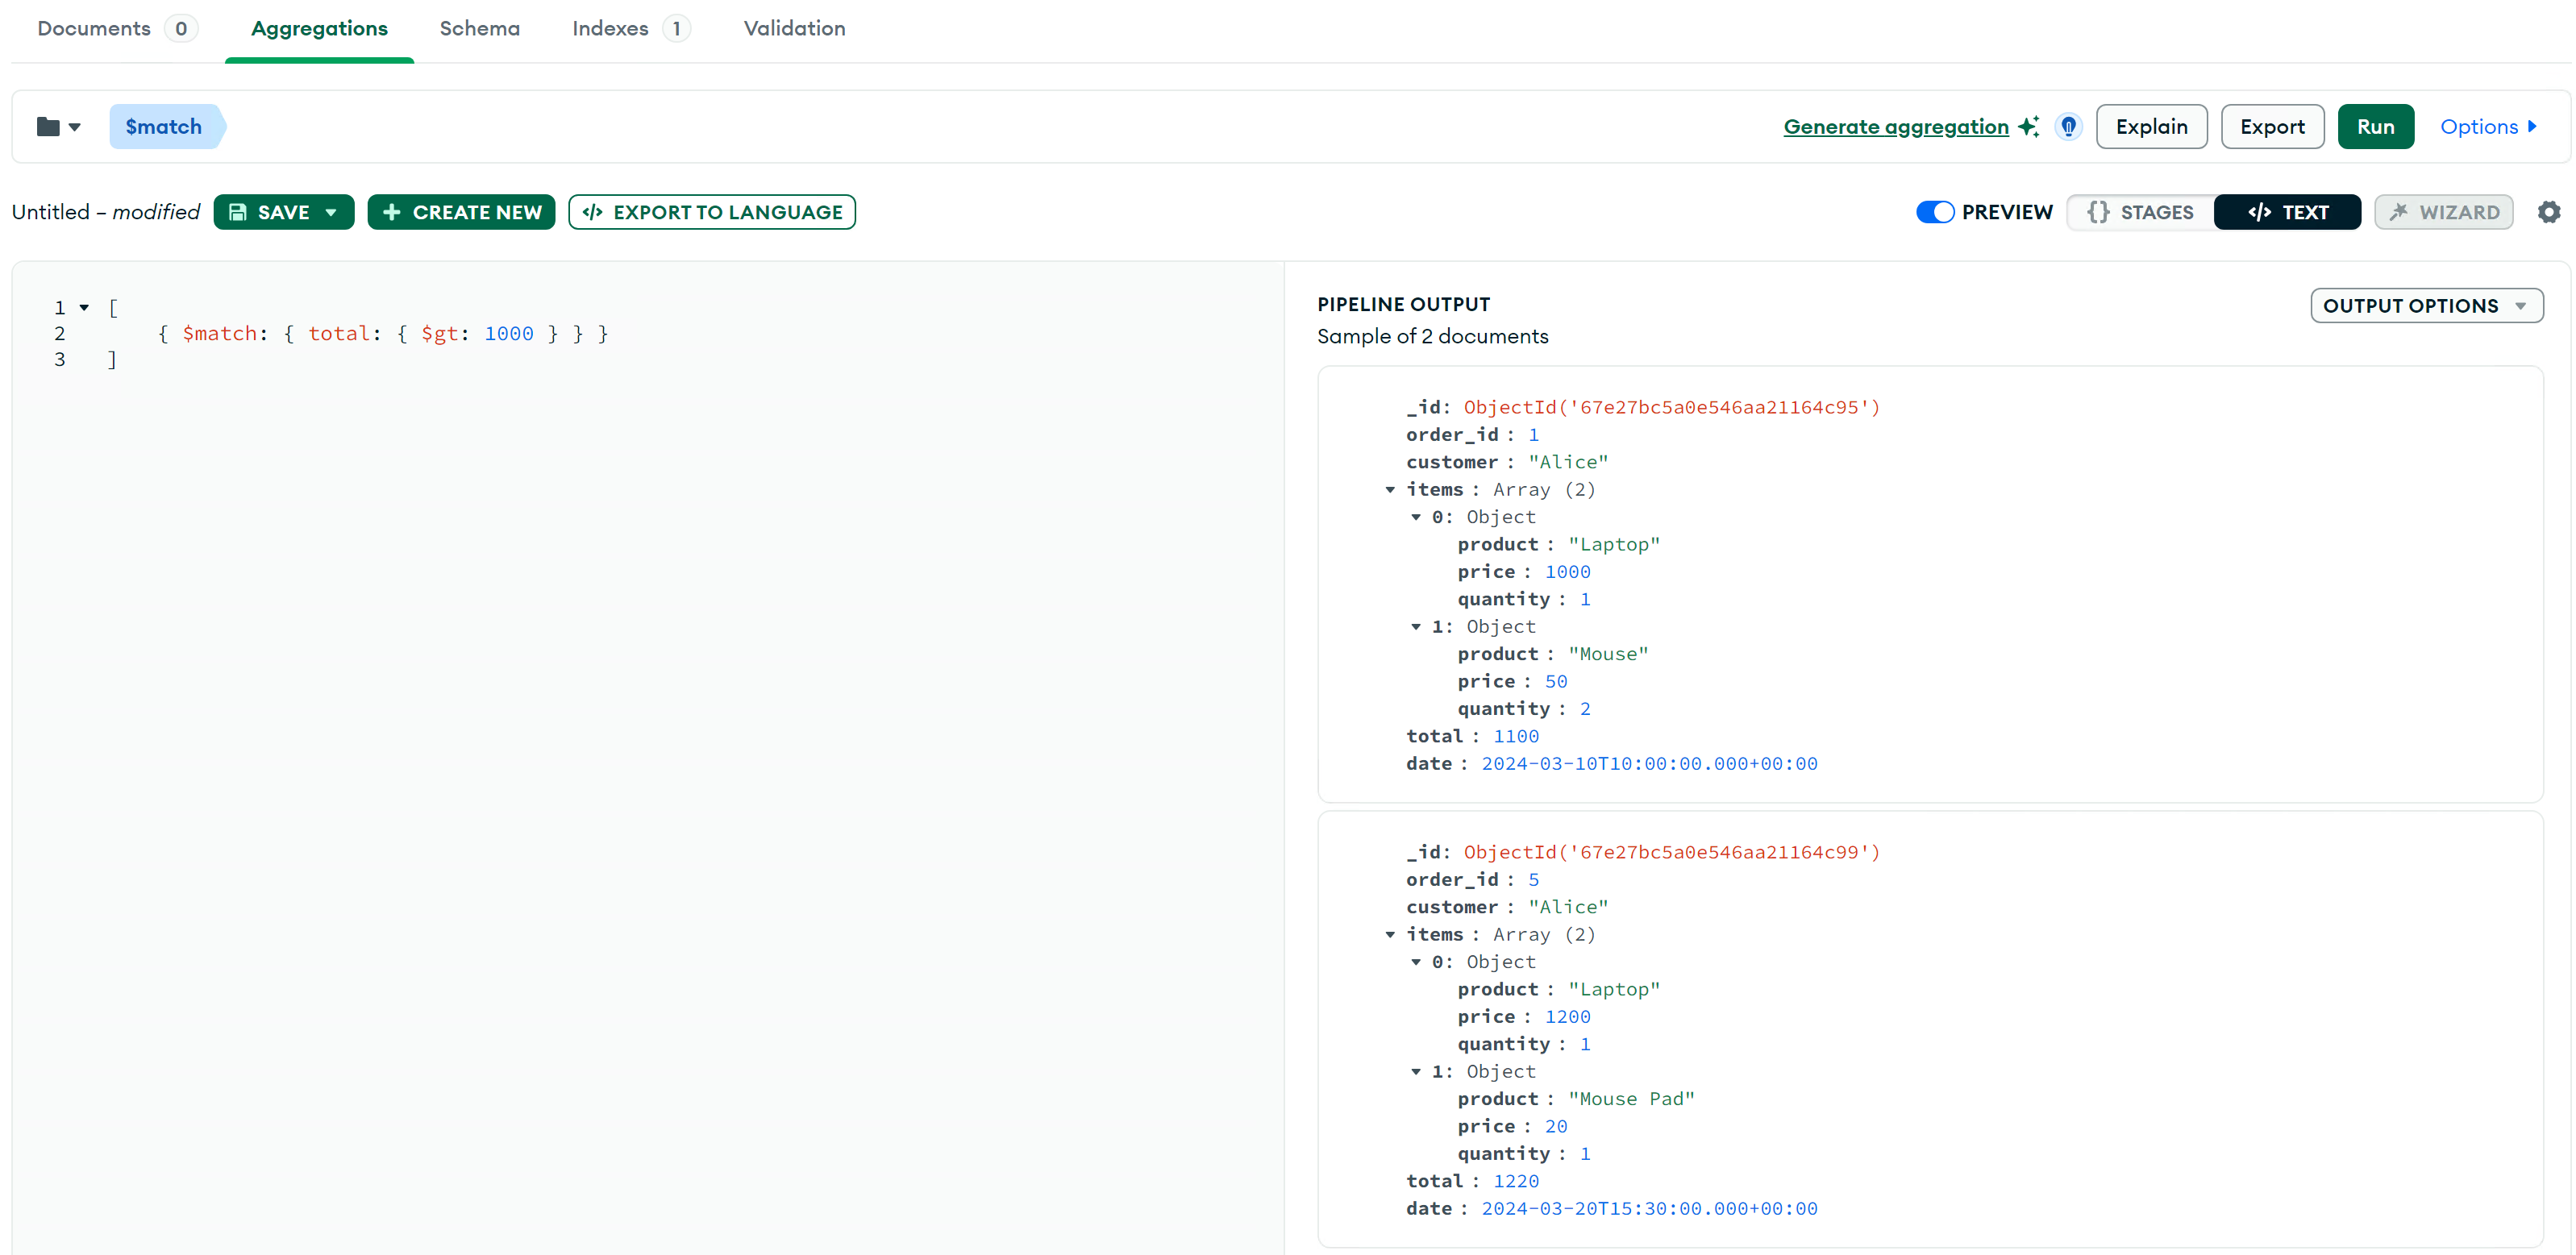 Documents 0 Aggregations Schema Indexes 1 Validation
$match Generate aggregation Explain Export Run Options
Untitled – modified SAVE CREATE NEW </> EXPORT TO LANGUAGE PREVIEW {} STAGES </> TEXT WIZARD
1 [
2 { $match: { total: { $gt: 1000 } } }
3 ]
PIPELINE OUTPUT
OUTPUT OPTIONS
Sample of 2 documents
_id: ObjectId('67e27bc5a0e546aa21164c95')
order_id : 1
customer : "Alice"
items : Array (2)
0: Object
product : "Laptop"
price : 1000
quantity : 1
1: Object
product : "Mouse"
price : 50
quantity : 2
total : 1100
date : 2024-03-10T10:00:00.000+00:00
_id: ObjectId('67e27bc5a0e546aa21164c99')
order_id : 5
customer : "Alice"
items : Array (2)
0: Object
product : "Laptop"
price : 1200
quantity : 1
1: Object
product : "Mouse Pad"
price : 20
quantity : 1
total : 1220
date : 2024-03-20T15:30:00.000+00:00